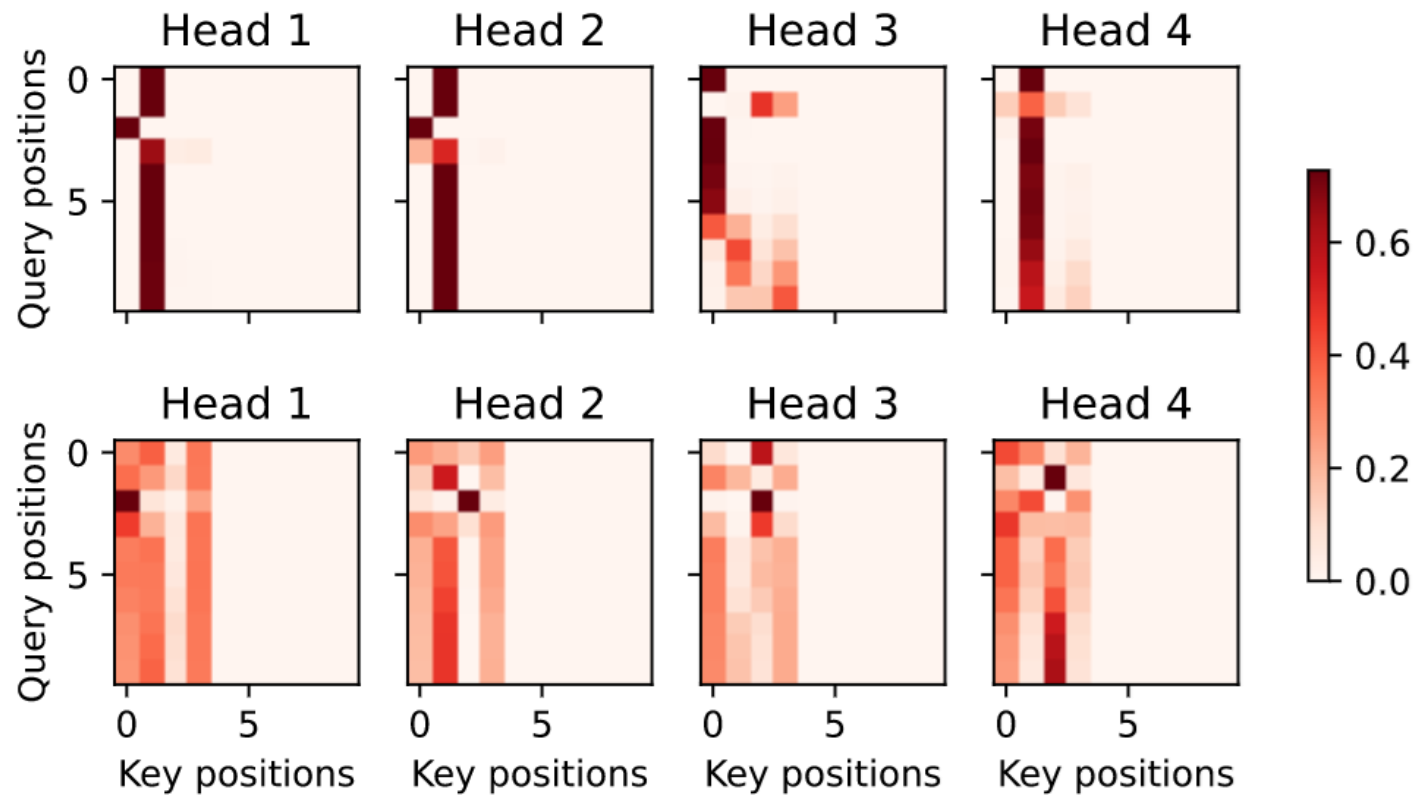 Head 1 Head 2 Head 3 Head 4
Query positions
0
5
0.6
0.4
0.2
0.0
Head 1 Head 2 Head 3 Head 4
Query positions
0
5
0 5 0 5 0 5 0 5
Key positions Key positions Key positions Key positions